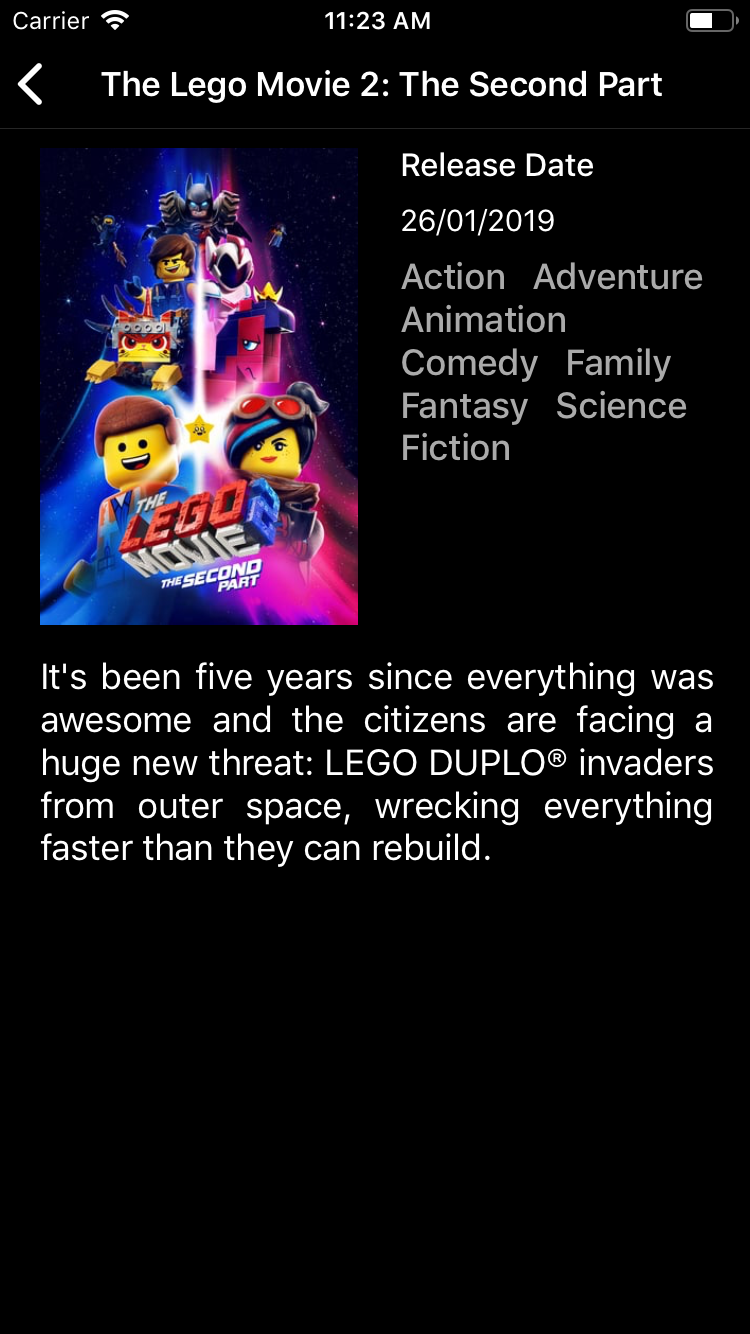 Carrier 11:23 AM
The Lego Movie 2: The Second Part
Release Date
26/01/2019
Action Adventure
Animation
Comedy Family
Fantasy Science
Fiction
THE
LEGO
MOVIE 2
THE SECOND
PART
It's been five years since everything was
awesome and the citizens are facing a
huge new threat: LEGO DUPLO® invaders
from outer space, wrecking everything
faster than they can rebuild.